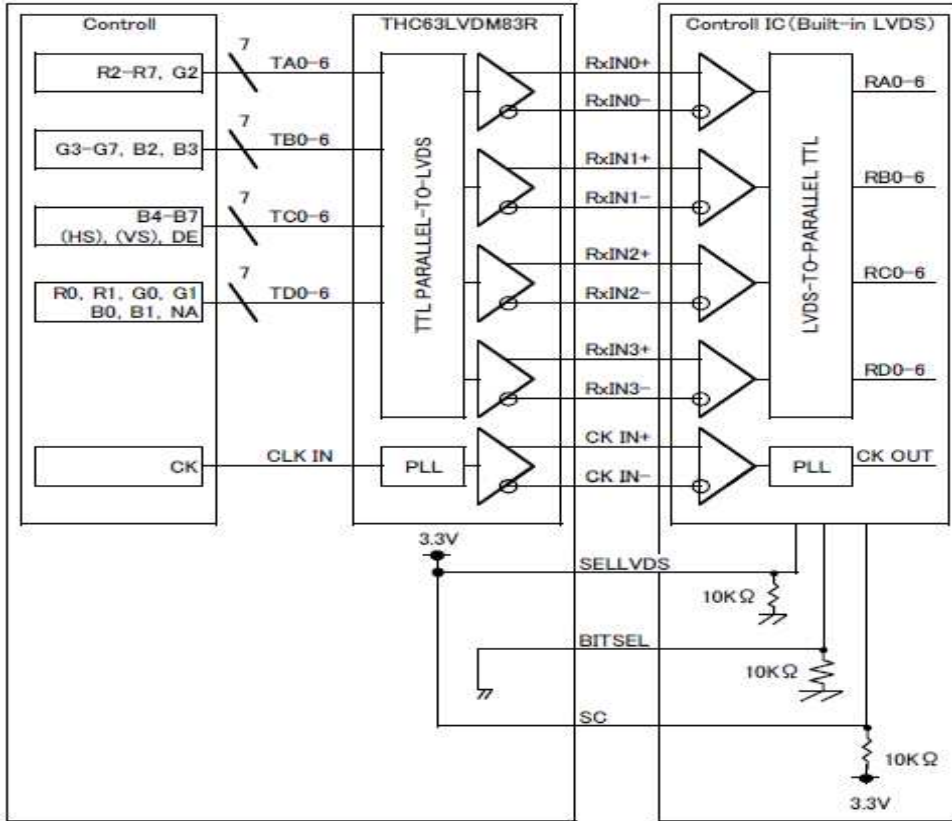 Controll
THC63LVDM83R
Controll IC(Built-in LVDS)
R2-R7, G2
7
TA0-6
RxIN0+
RxIN0-
RA0-6
G3-G7, B2, B3
7
TB0-6
RxIN1+
RxIN1-
RB0-6
B4-B7
(HS), (VS), DE
7
TC0-6
RxIN2+
RxIN2-
RC0-6
R0, R1, G0, G1
B0, B1, NA
7
TD0-6
RxIN3+
RxIN3-
RD0-6
TTL PARALLEL-TO-LVDS
LVDS-TO-PARALLEL TTL
CK
CLK IN
PLL
CK IN+
CK IN-
PLL
CK OUT
3.3V
SELLVDS
10KΩ
BITSEL
10KΩ
SC
10KΩ
3.3V